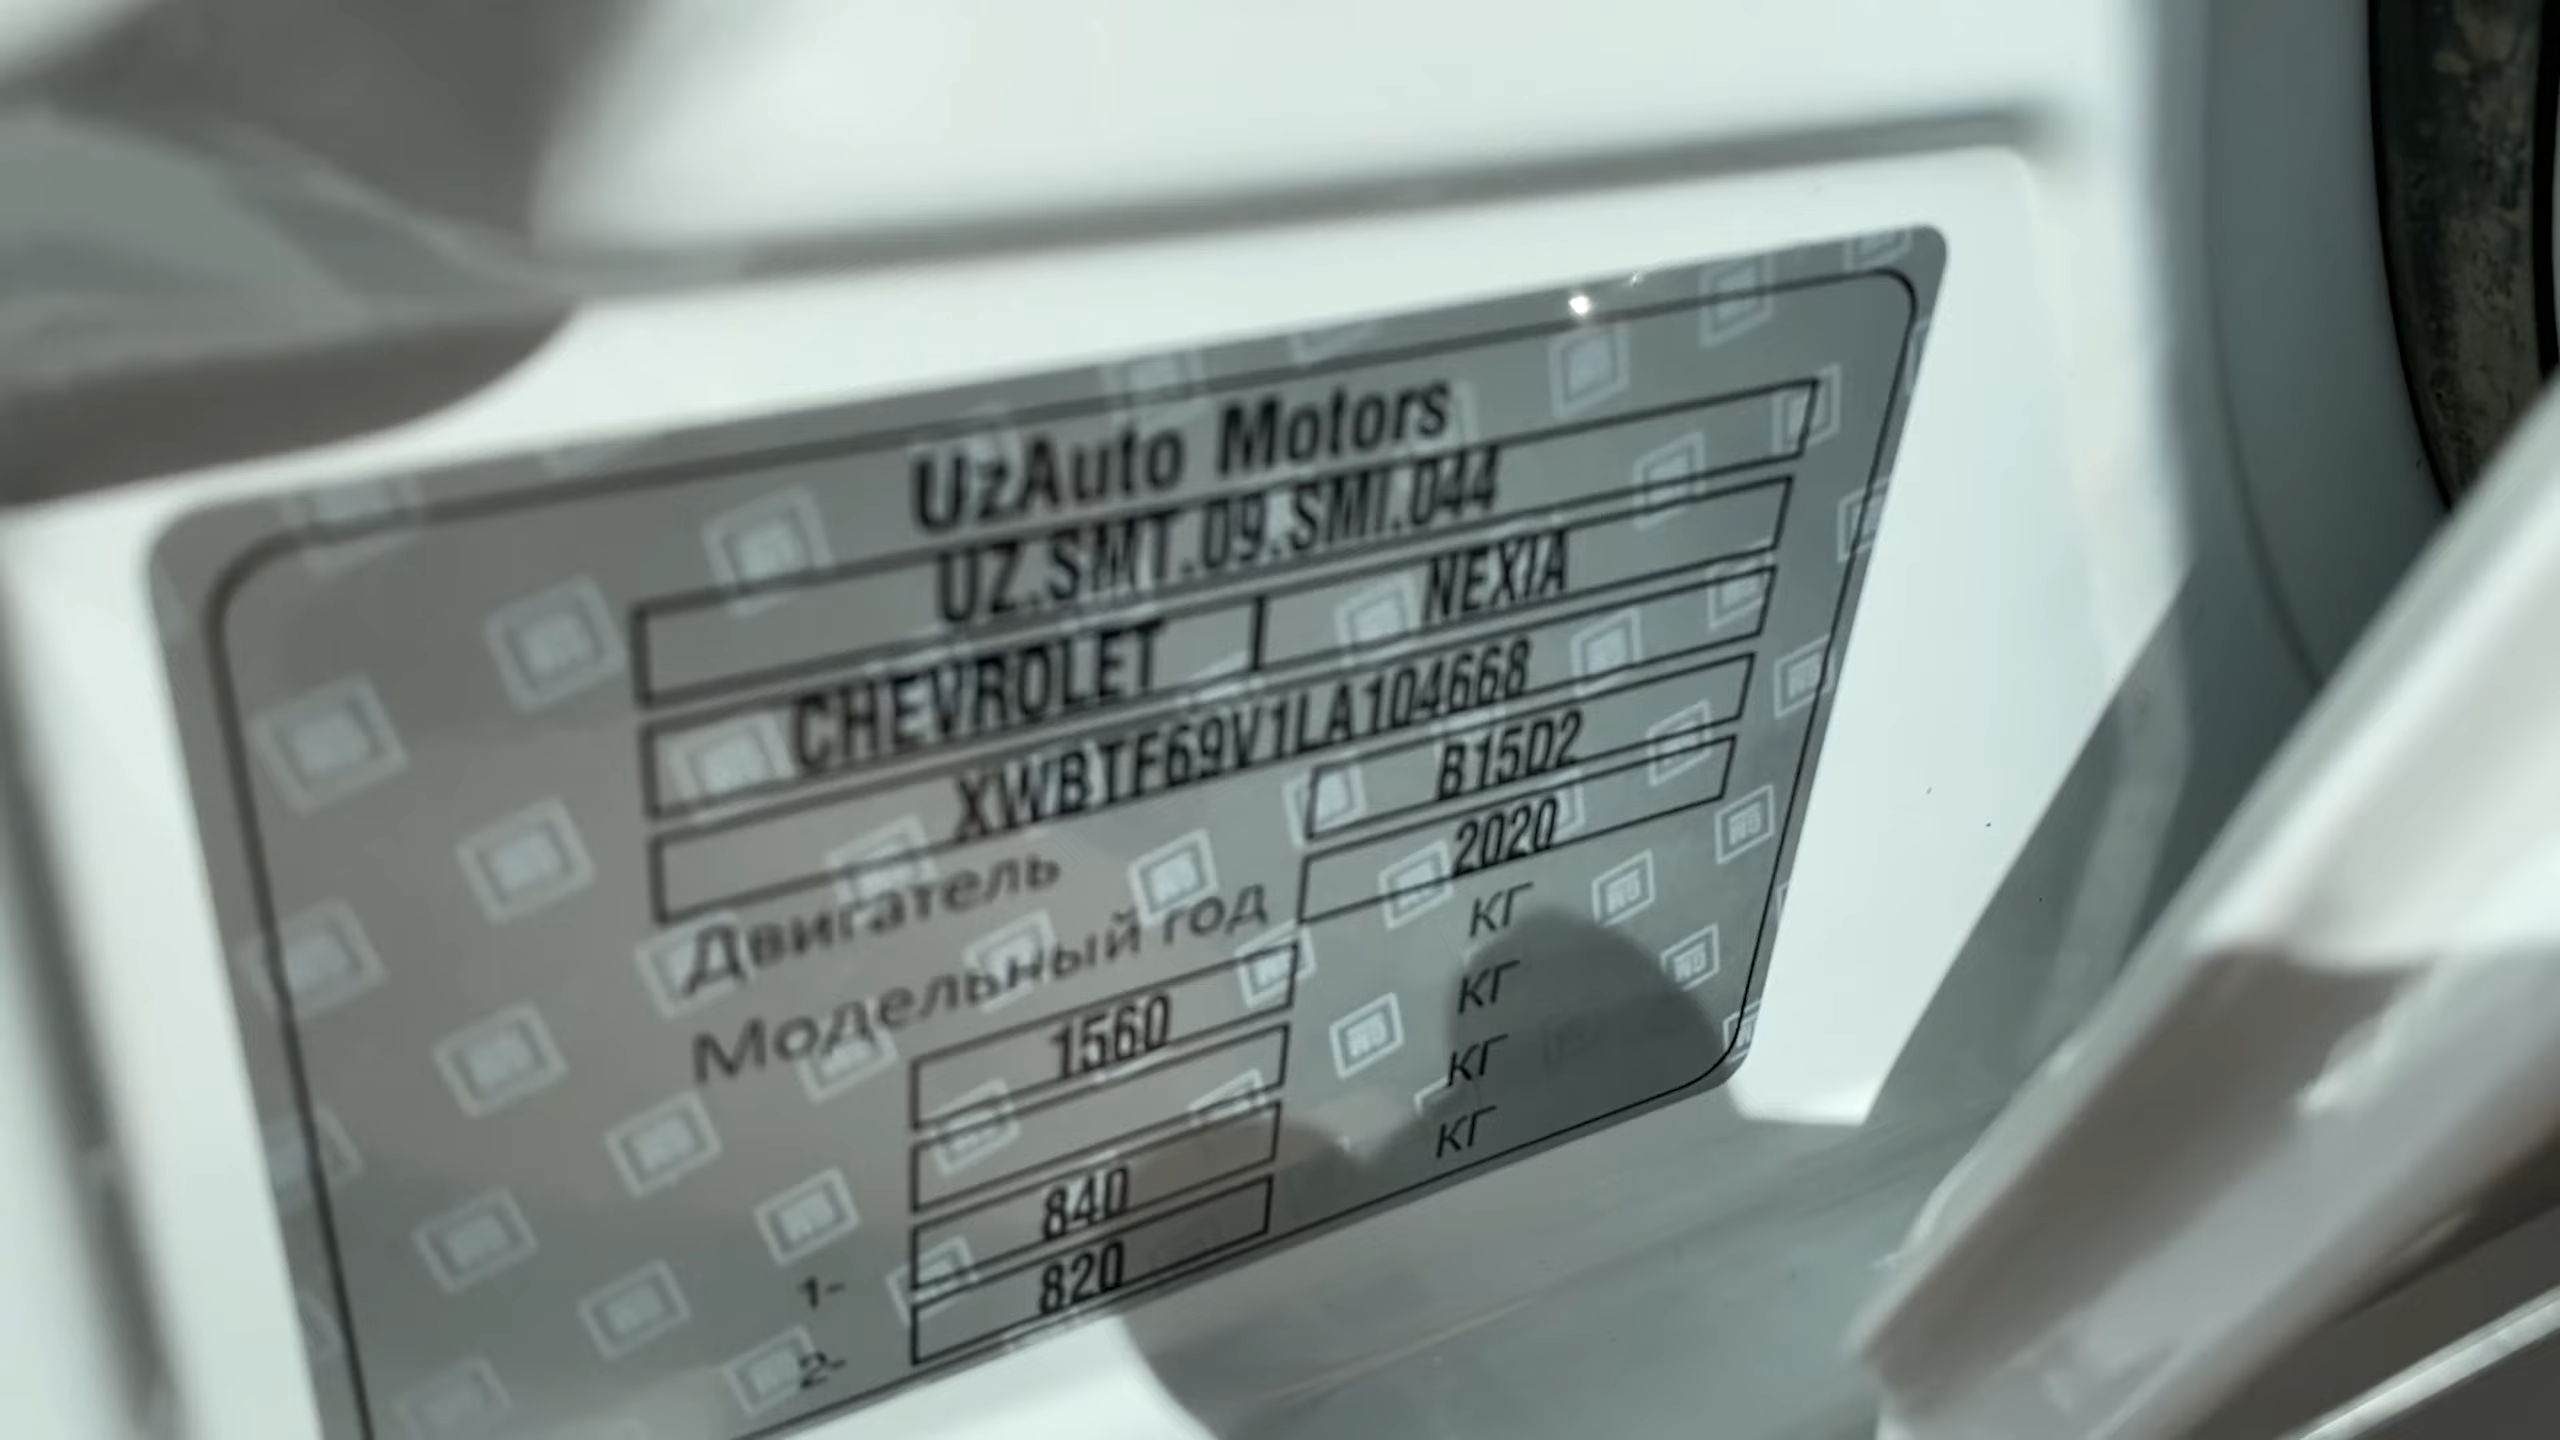 UzAuto Motors
UZ.SMT.09.SMI.044
CHEVROLET NEXIA
XWBTF69V1LA104668
Двигатель B15D2
Модельный год 2020
1560 кг
кг
1- 840 кг
2- 820 кг